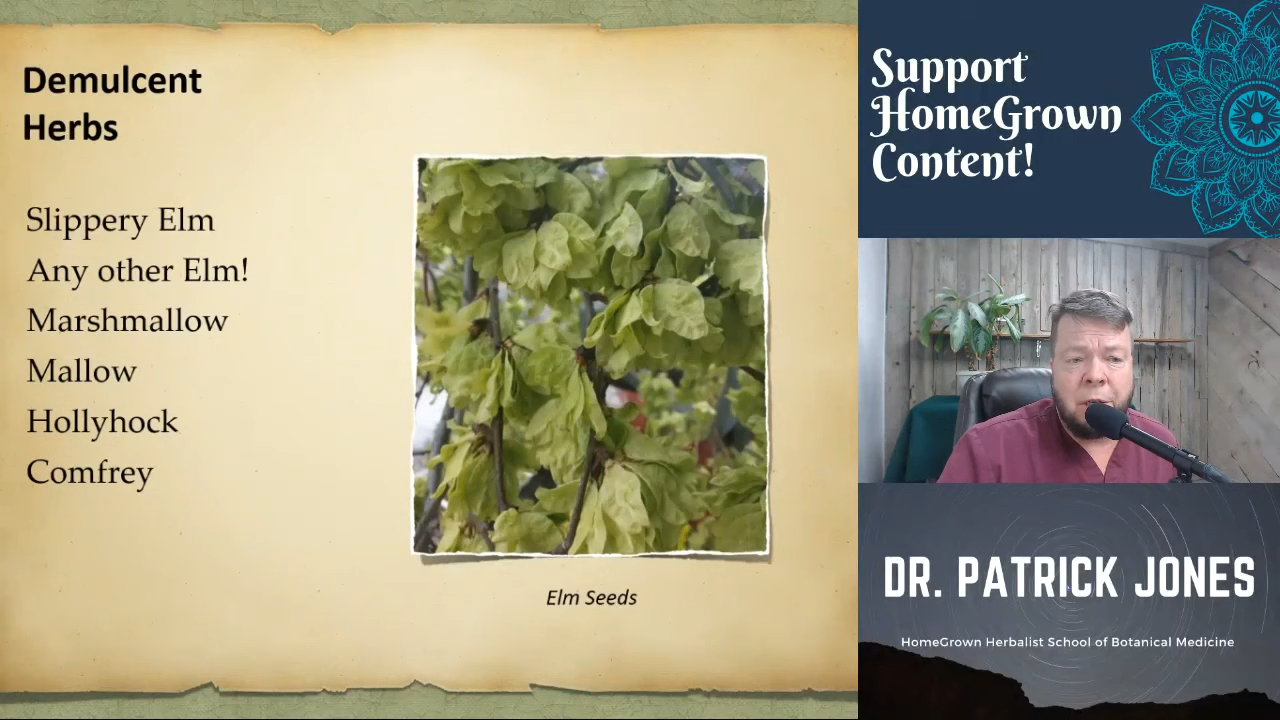 Demulcent
Herbs
Slippery Elm
Any other Elm!
Marshmallow
Mallow
Hollyhock
Comfrey
Elm Seeds
Support
HomeGrown
Content!
DR. PATRICK JONES
HomeGrown Herbalist School of Botanical Medicine